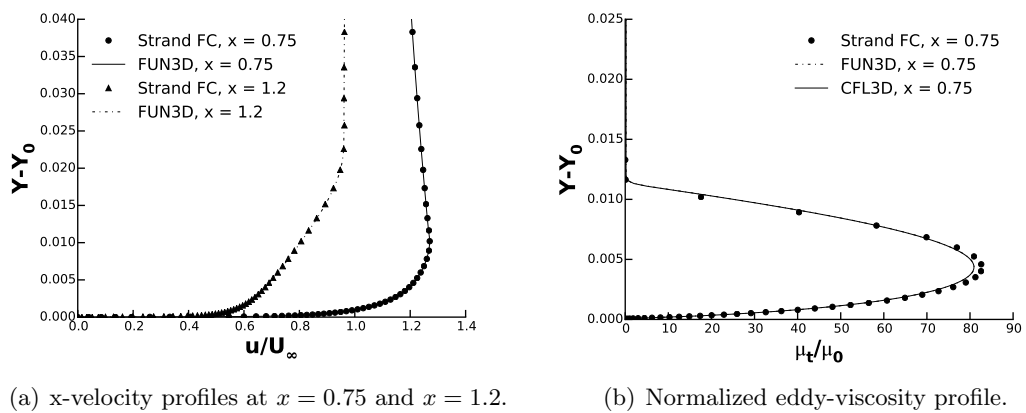 0.040
0.035
0.030
0.025
0.020
0.015
0.010
0.005
0.000
0.0 0.2 0.4 0.6 0.8 1.0 1.2 1.4
Y-Y0
u/U∞
Strand FC, x = 0.75
FUN3D, x = 0.75
Strand FC, x = 1.2
FUN3D, x = 1.2
(a) x-velocity profiles at x = 0.75 and x = 1.2.
0.025
0.020
0.015
0.010
0.005
0.000
0 10 20 30 40 50 60 70 80 90
Y-Y0
μt/μ0
Strand FC, x = 0.75
FUN3D, x = 0.75
CFL3D, x = 0.75
(b) Normalized eddy-viscosity profile.